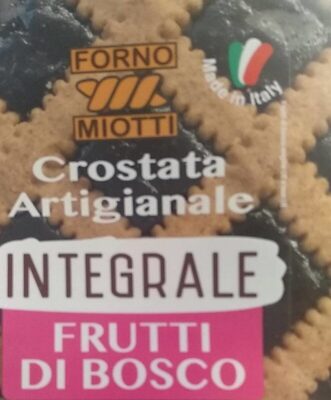 FORNO
MIOTTI
Made in Italy
Crostata
Artigianale
INTEGRALE
FRUTTI
DI BOSCO